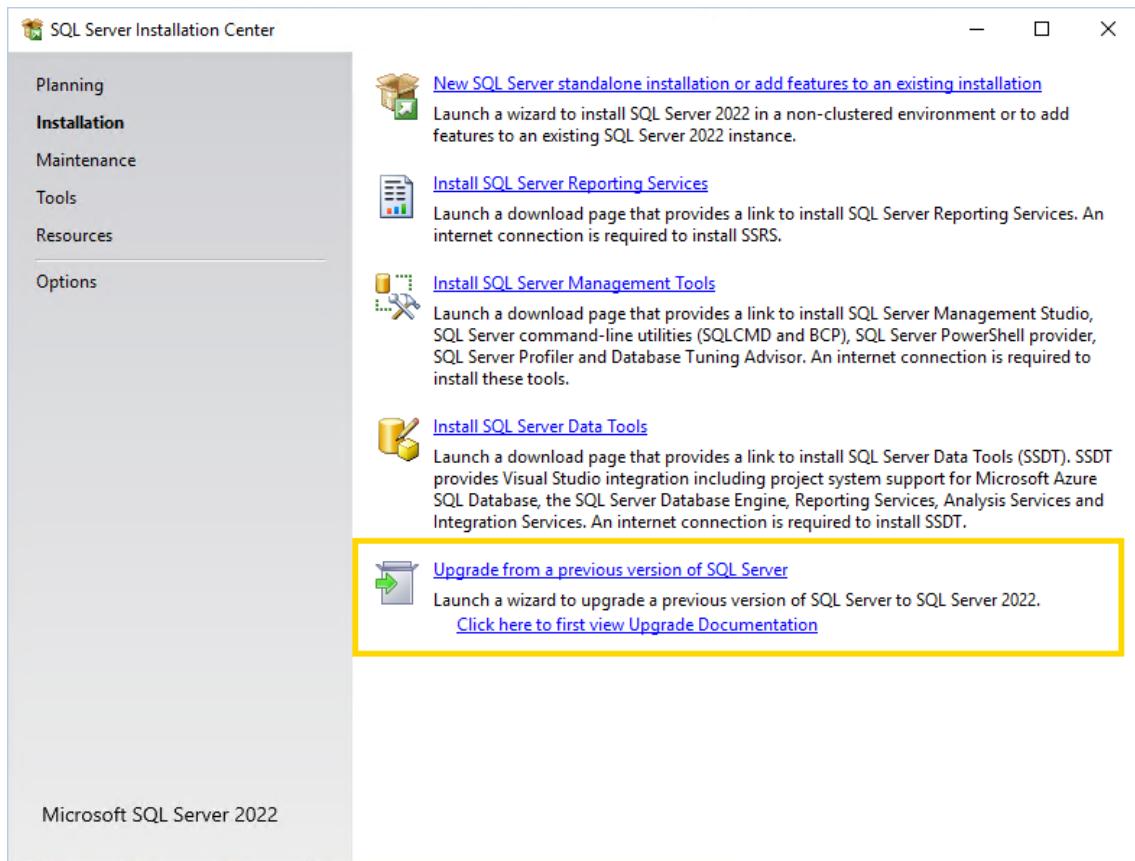 SQL Server Installation Center
Planning
Installation
Maintenance
Tools
Resources
Options
New SQL Server standalone installation or add features to an existing installation
Launch a wizard to install SQL Server 2022 in a non-clustered environment or to add
features to an existing SQL Server 2022 instance.
Install SQL Server Reporting Services
Launch a download page that provides a link to install SQL Server Reporting Services. An
internet connection is required to install SSRS.
Install SQL Server Management Tools
Launch a download page that provides a link to install SQL Server Management Studio,
SQL Server command-line utilities (SQLCMD and BCP), SQL Server PowerShell provider,
SQL Server Profiler and Database Tuning Advisor. An internet connection is required to
install these tools.
Install SQL Server Data Tools
Launch a download page that provides a link to install SQL Server Data Tools (SSDT). SSDT
provides Visual Studio integration including project system support for Microsoft Azure
SQL Database, the SQL Server Database Engine, Reporting Services, Analysis Services and
Integration Services. An internet connection is required to install SSDT.
Upgrade from a previous version of SQL Server
Launch a wizard to upgrade a previous version of SQL Server to SQL Server 2022.
Click here to first view Upgrade Documentation
Microsoft SQL Server 2022